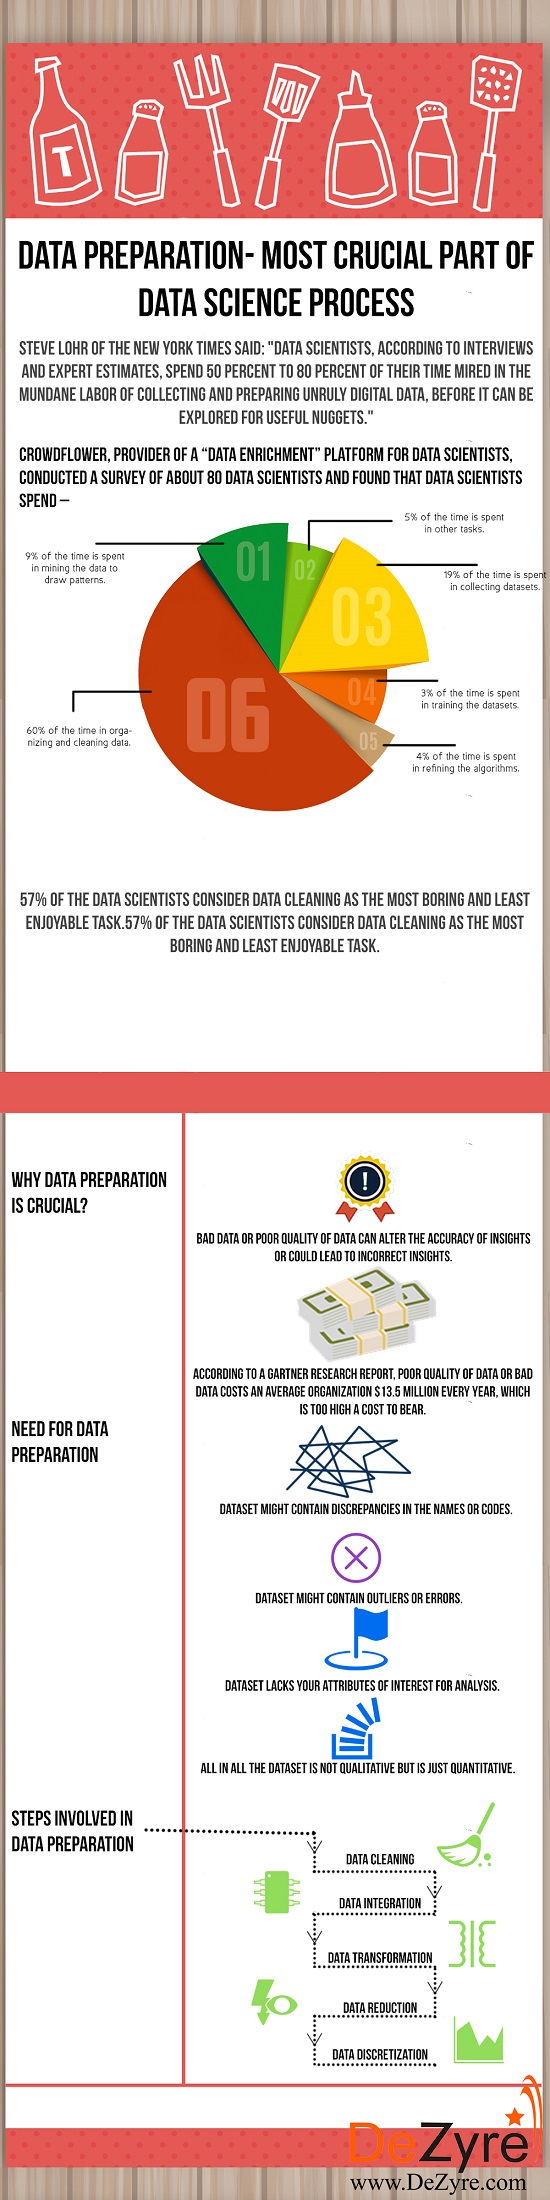 T
DATA PREPARATION- MOST CRUCIAL PART OF
DATA SCIENCE PROCESS
STEVE LOHR OF THE NEW YORK TIMES SAID: "DATA SCIENTISTS, ACCORDING TO INTERVIEWS
AND EXPERT ESTIMATES, SPEND 50 PERCENT TO 80 PERCENT OF THEIR TIME MIRED IN THE
MUNDANE LABOR OF COLLECTING AND PREPARING UNRULY DIGITAL DATA, BEFORE IT CAN BE
EXPLORED FOR USEFUL NUGGETS."
CROWDFLOWER, PROVIDER OF A “DATA ENRICHMENT” PLATFORM FOR DATA SCIENTISTS,
CONDUCTED A SURVEY OF ABOUT 80 DATA SCIENTISTS AND FOUND THAT DATA SCIENTISTS
SPEND –
5% of the time is spent
in other tasks.
9% of the time is spent
in mining the data to
draw patterns.
01
02
19% of the time is spent
in collecting datasets.
03
06
04
3% of the time is spent
in training the datasets.
60% of the time in orga-
nizing and cleaning data.
05
4% of the time is spent
in refining the algorithms.
57% OF THE DATA SCIENTISTS CONSIDER DATA CLEANING AS THE MOST BORING AND LEAST
ENJOYABLE TASK.57% OF THE DATA SCIENTISTS CONSIDER DATA CLEANING AS THE MOST
BORING AND LEAST ENJOYABLE TASK.
WHY DATA PREPARATION
IS CRUCIAL?
!
BAD DATA OR POOR QUALITY OF DATA CAN ALTER THE ACCURACY OF INSIGHTS
OR COULD LEAD TO INCORRECT INSIGHTS.
ACCORDING TO A GARTNER RESEARCH REPORT, POOR QUALITY OF DATA OR BAD
DATA COSTS AN AVERAGE ORGANIZATION $13.5 MILLION EVERY YEAR, WHICH
IS TOO HIGH A COST TO BEAR.
NEED FOR DATA
PREPARATION
DATASET MIGHT CONTAIN DISCREPANCIES IN THE NAMES OR CODES.
DATASET MIGHT CONTAIN OUTLIERS OR ERRORS.
DATASET LACKS YOUR ATTRIBUTES OF INTEREST FOR ANALYSIS.
ALL IN ALL THE DATASET IS NOT QUALITATIVE BUT IS JUST QUANTITATIVE.
STEPS INVOLVED IN
DATA PREPARATION
DATA CLEANING
DATA INTEGRATION
DATA TRANSFORMATION
DATA REDUCTION
DATA DISCRETIZATION
DeZyre
www.DeZyre.com